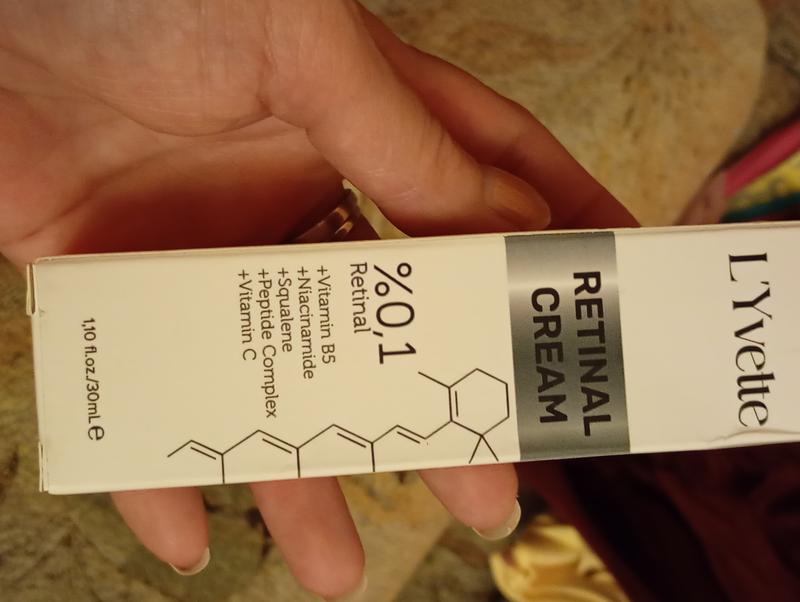 L'Yvette
RETINAL
CREAM
%0,1
Retinal
+Vitamin B5
+Niacinamide
+Squalene
+Peptide Complex
+Vitamin C
1,10 fl.oz./30mL ℮